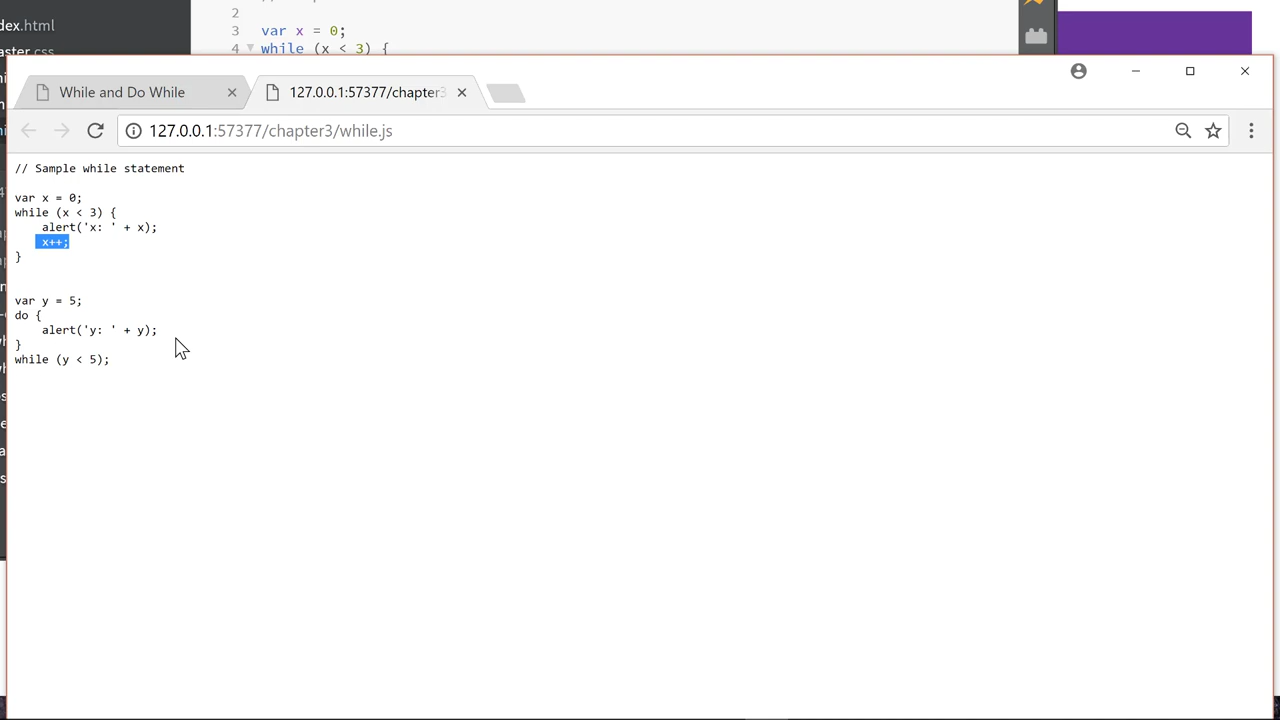 dex.html
aster.css
2
3 var x = 0;
4 while (x < 3) {
While and Do While
127.0.0.1:57377/chapter3
127.0.0.1:57377/chapter3/while.js
// Sample while statement
var x = 0;
while (x < 3) {
alert('x: ' + x);
x++;
}
var y = 5;
do {
alert('y: ' + y);
}
while (y < 5);